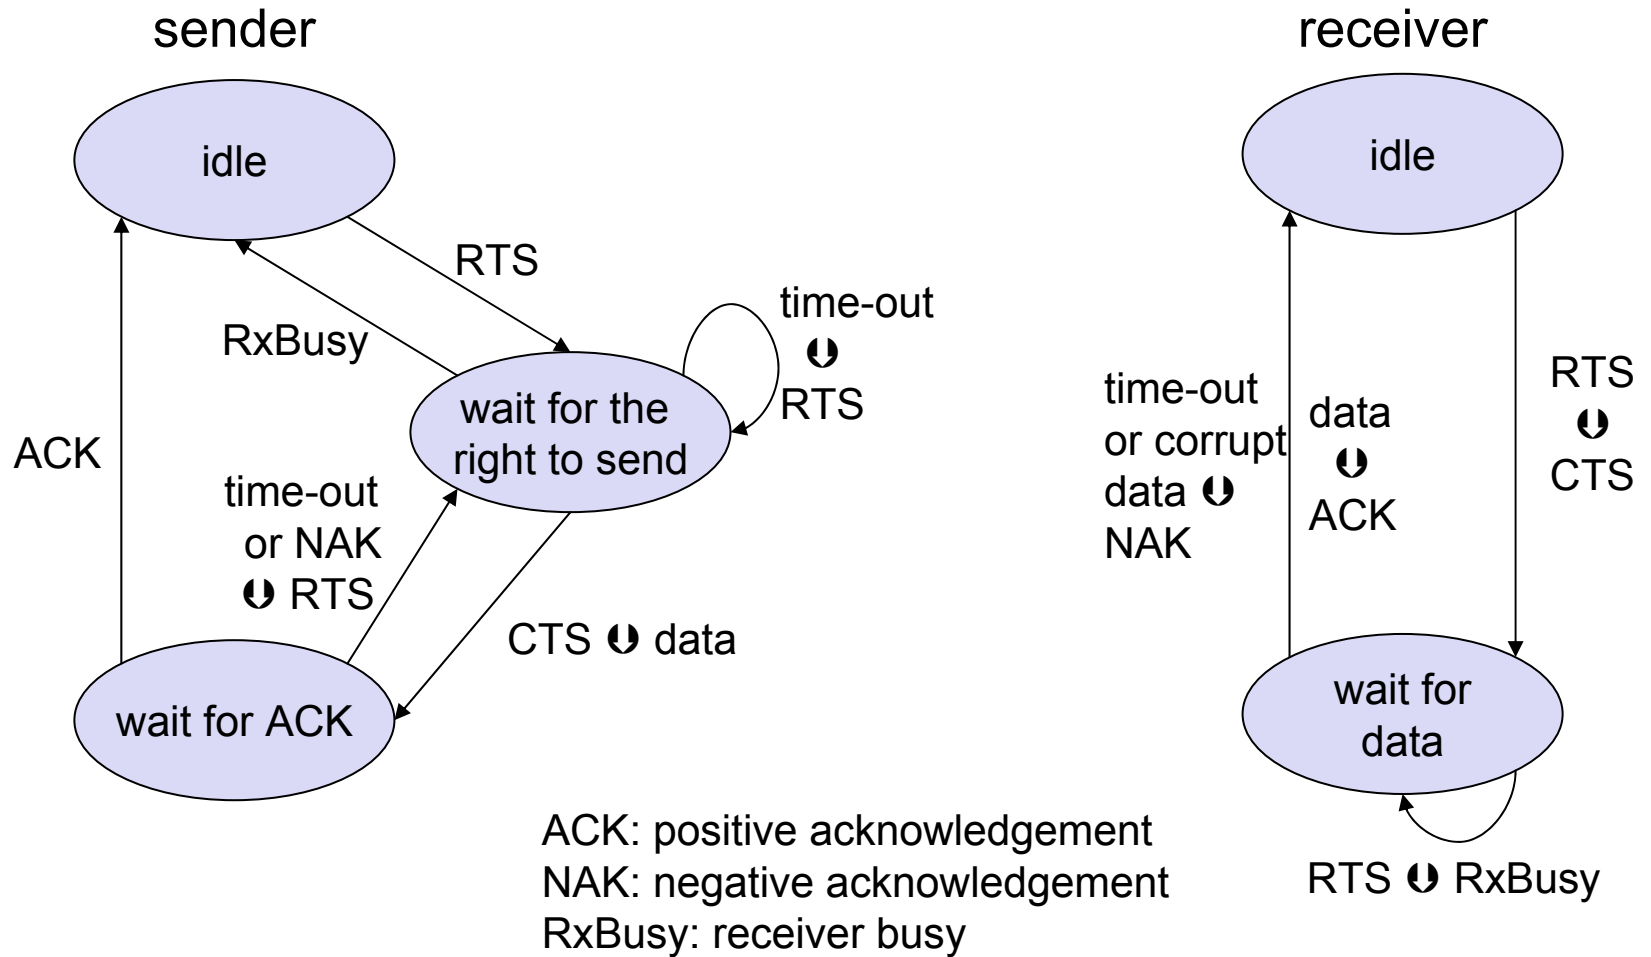 sender
receiver
idle
idle
RTS
RxBusy
time-out
RTS
wait for the
right to send
ACK
time-out
or NAK
RTS
CTS data
wait for ACK
time-out
or corrupt
data
NAK
data
ACK
RTS
CTS
wait for
data
RTS RxBusy
ACK: positive acknowledgement
NAK: negative acknowledgement
RxBusy: receiver busy